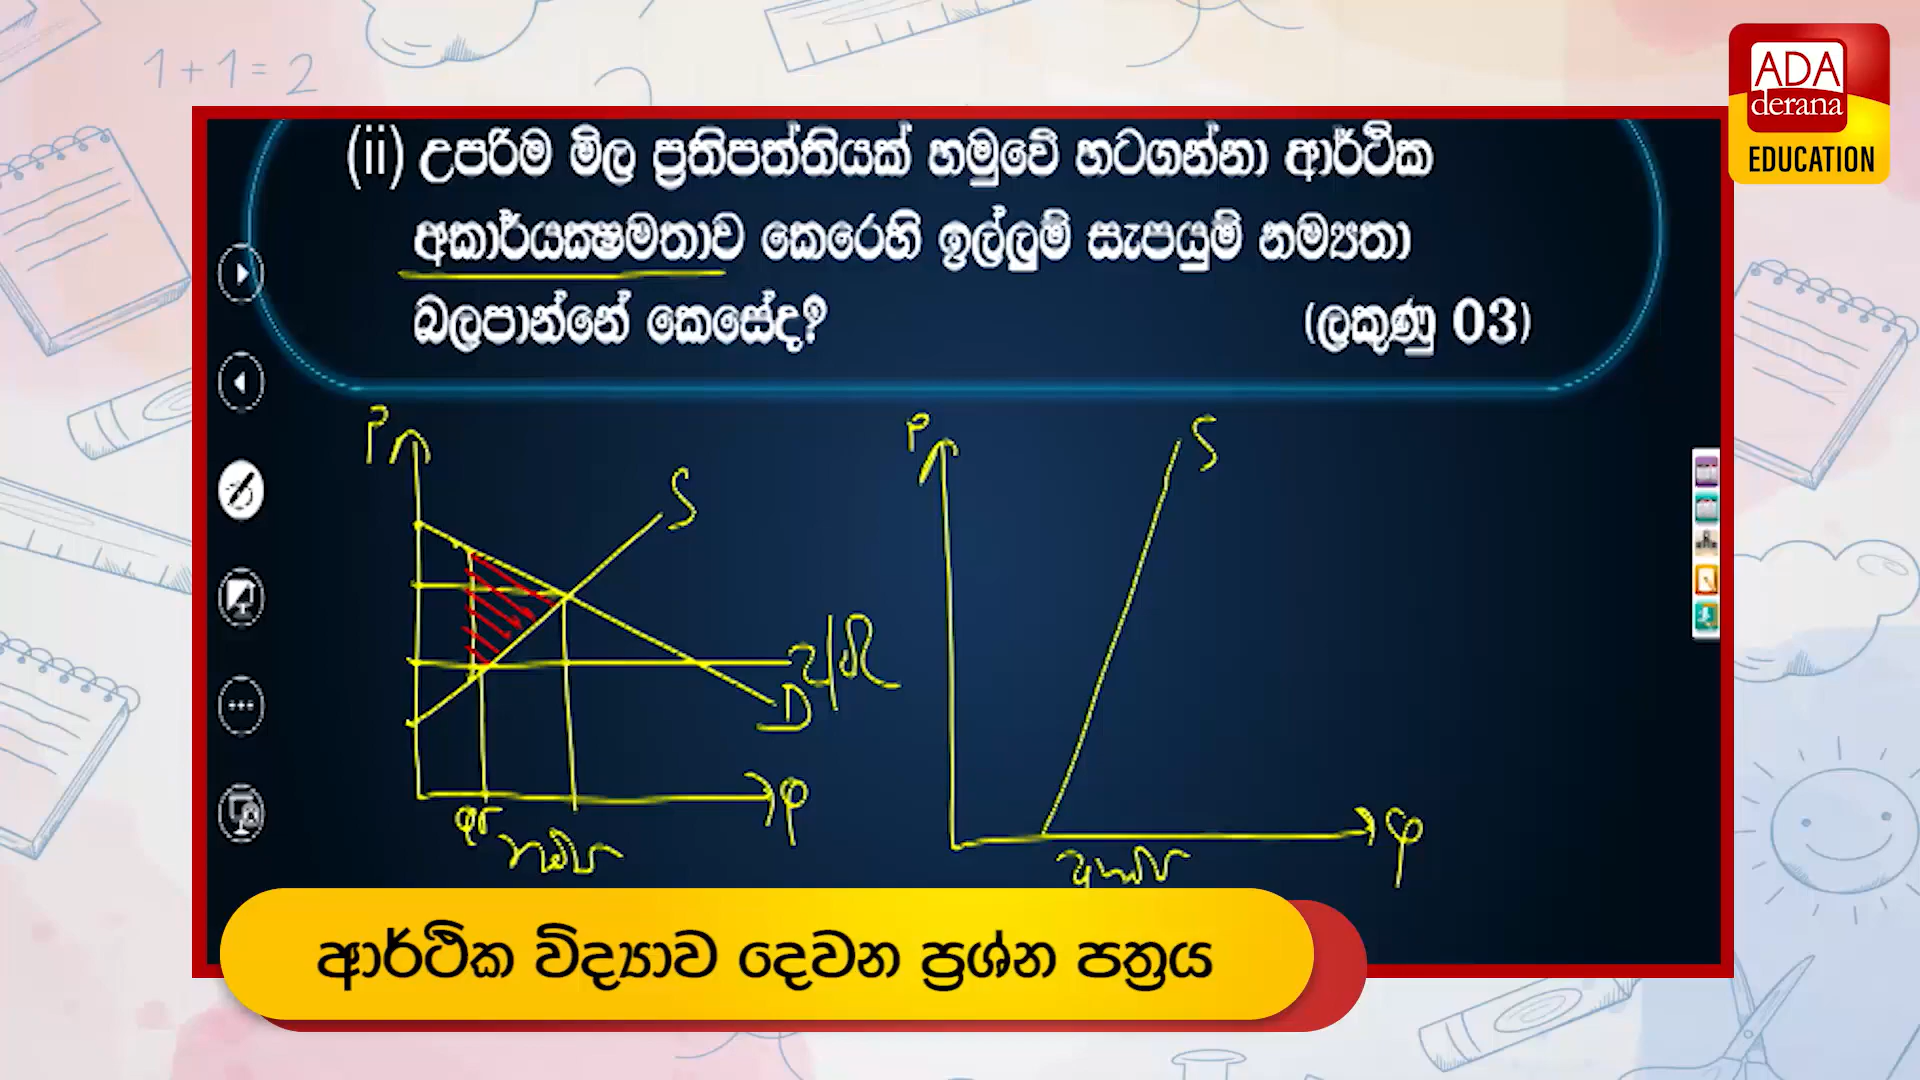 1 + 1 = 2
ADA
derana
EDUCATION
(ii) උපරිම මිල ප්‍රතිපත්තියක් හමුවේ හටගන්නා ආර්ථික
අකාර්යක්ෂමතාව කෙරෙහි ඉල්ලුම් සැපයුම් නම්‍යතා
බලපාන්නේ කෙසේද?
(ලකුණු 03)
P
S
D
P
S
ආර්ථික විද්‍යාව දෙවන ප්‍රශ්න පත්‍රය